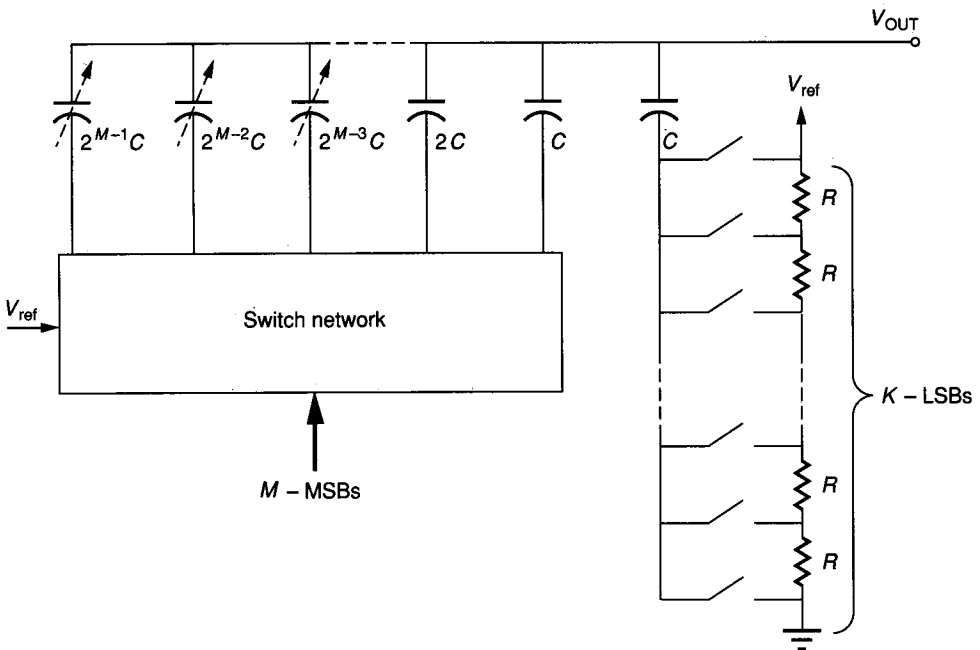 V_OUT
V_ref
2^{M-1}C
2^{M-2}C
2^{M-3}C
2C
C
C
R
R
V_ref
Switch network
K – LSBs
M – MSBs
R
R